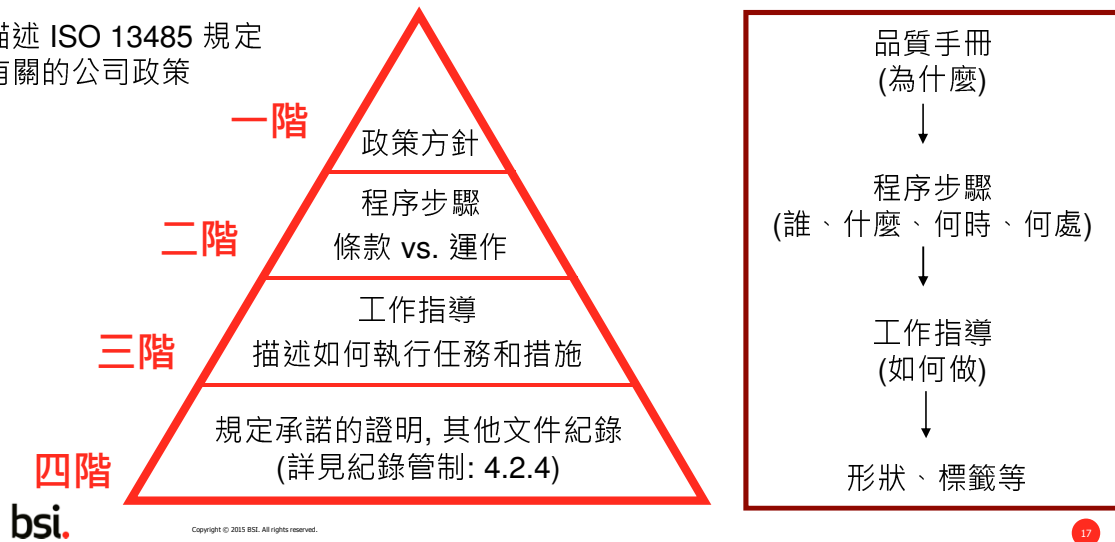 描述 ISO 13485 規定
有關的公司政策
一階
政策方針
二階
程序步驟
條款 vs. 運作
三階
工作指導
描述如何執行任務和措施
四階
規定承諾的證明, 其他文件紀錄
(詳見紀錄管制: 4.2.4)
品質手冊
(為什麼)
程序步驟
(誰、什麼、何時、何處)
工作指導
(如何做)
形狀、標籤等
bsi.
Copyright © 2015 BSI. All rights reserved.
17